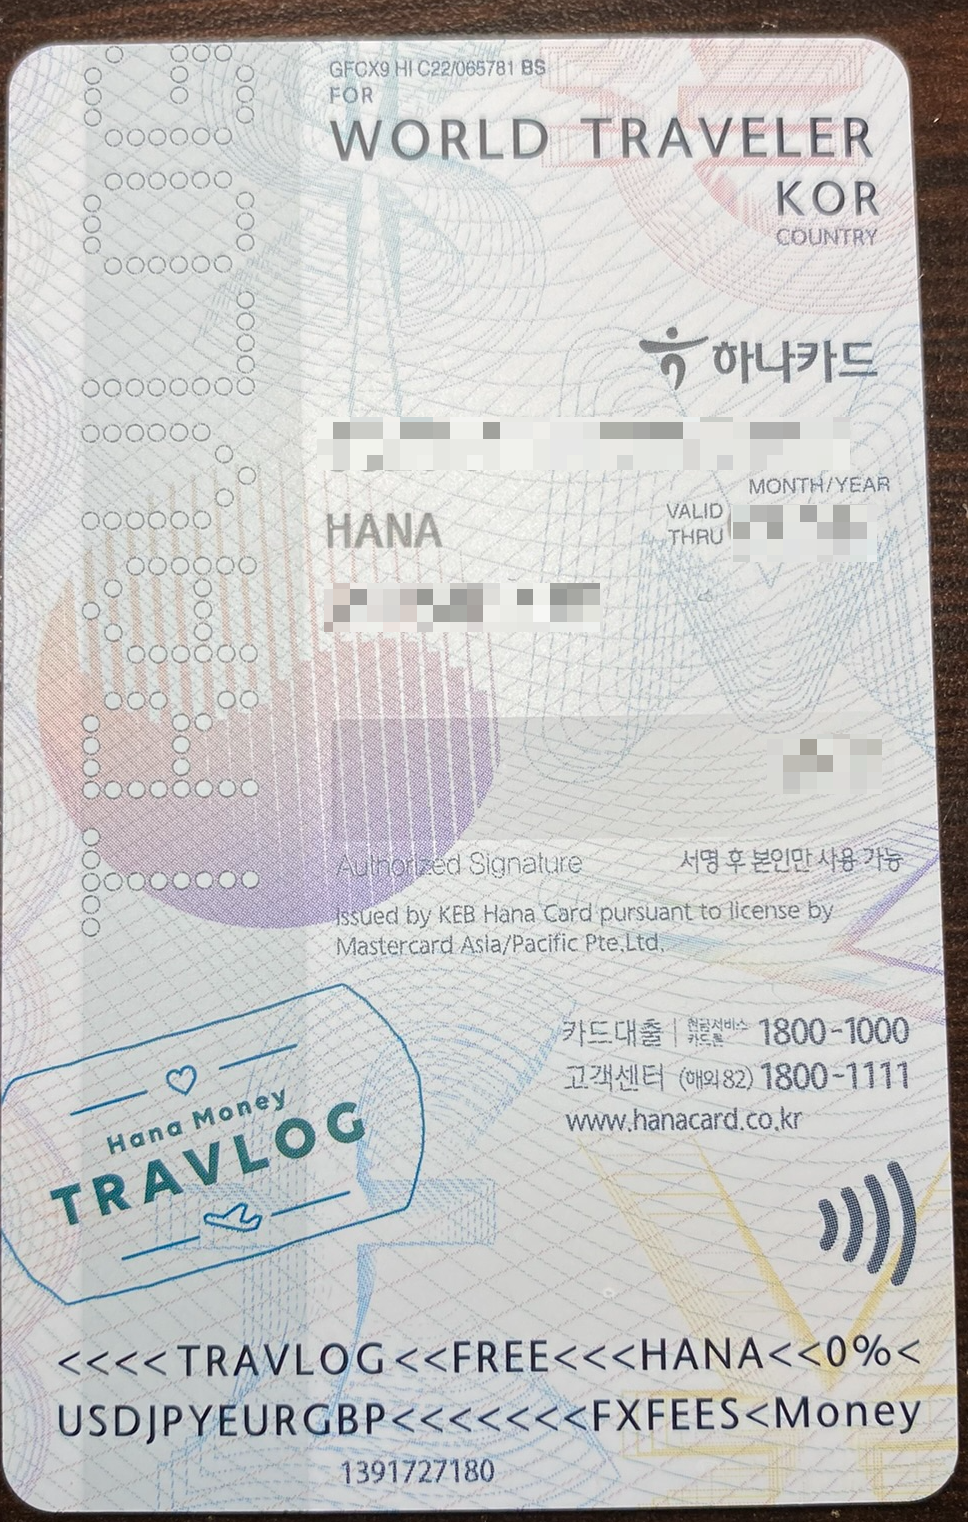 GFCX9 HI C22/065781 BS
FOR
WORLD TRAVELER
KOR
COUNTRY
하나카드
MONTH/YEAR
HANA
VALID
THRU
TRAVLOG
Authorized Signature 서명 후 본인만 사용 가능
Issued by KEB Hana Card pursuant to license by
Mastercard Asia/Pacific Pte.Ltd.
카드대출 | 현금서비스 카드론 1800-1000
고객센터 (해외82) 1800-1111
www.hanacard.co.kr
Hana Money
TRAVLOG
<<<<TRAVLOG<<FREE<<<HANA<<0%<
USDJPYEURGBP<<<<<<<FXFEES<Money
1391727180